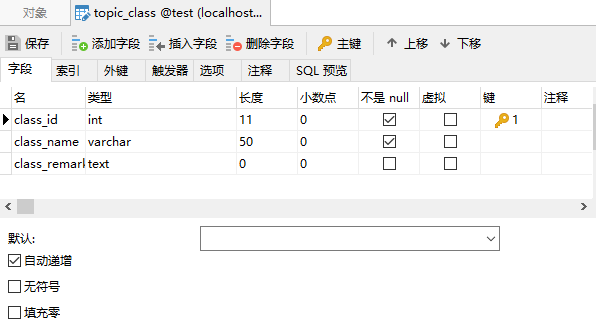 对象 topic_class @test (localhost...
保存 添加字段 插入字段 删除字段 主键 上移 下移
字段 索引 外键 触发器 选项 注释 SQL 预览
名 类型 长度 小数点 不是 null 虚拟 键 注释
class_id int 11 0 1
class_name varchar 50 0
class_remark text 0 0
默认:
自动递增
无符号
填充零